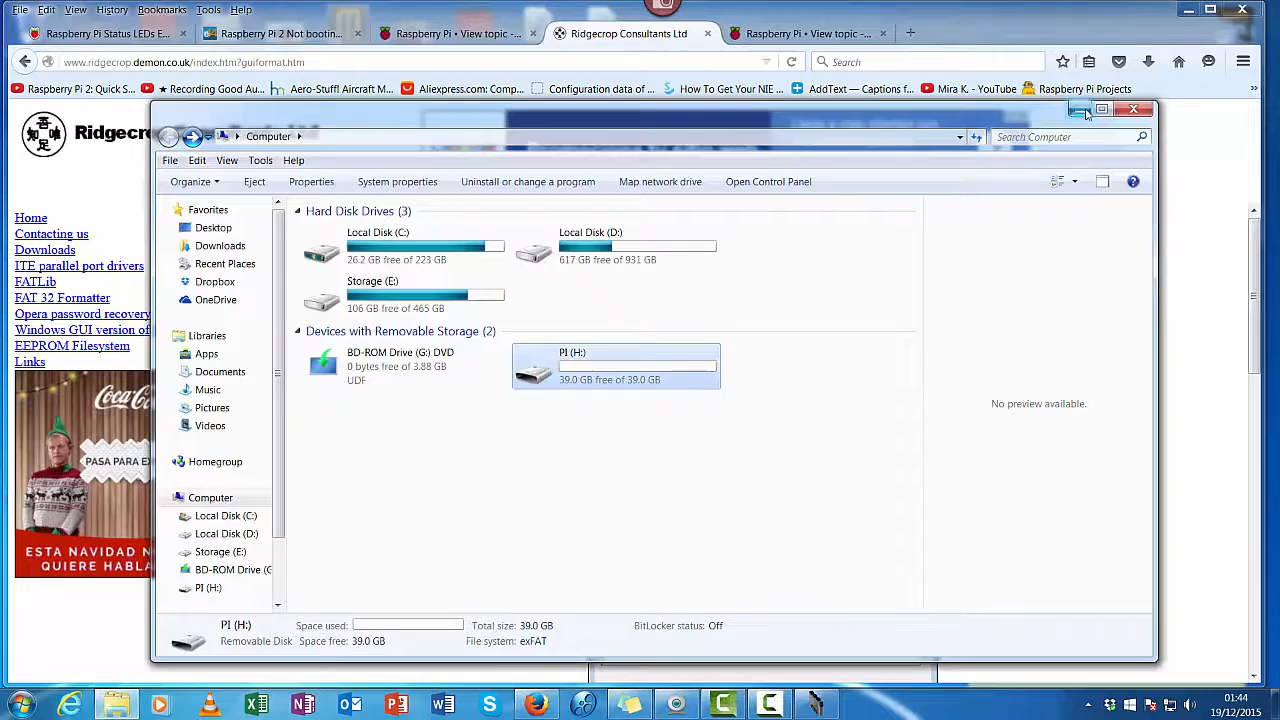 File Edit View History Bookmarks Tools Help
Raspberry Pi Status LEDs E... Raspberry Pi 2 Not bootin... Raspberry Pi • View topic -... Ridgecrop Consultants Ltd Raspberry Pi • View topic -...
www.ridgecrop.demon.co.uk/index.htm?guiformat.htm Search
Raspberry Pi 2: Quick S... Recording Good Au... Aero-Stuff Aircraft M... Aliexpress.com: Comp... Configuration data of ... How To Get Your NIE ... AddText — Captions f... Mira K. - YouTube Raspberry Pi Projects
Ridgecrop
Computer Search Computer
File Edit View Tools Help
Organize Eject Properties System properties Uninstall or change a program Map network drive Open Control Panel
Home
Contacting us
Downloads
ITE parallel port drivers
FATLib
FAT 32 Formatter
Opera password recovery
Windows GUI version of
EEPROM Filesystem
Links
Coca-C
PASA PARA EX
ESTA NAVIDAD N
QUIERE HABLA
Favorites
Desktop
Downloads
Recent Places
Dropbox
OneDrive
Libraries
Apps
Documents
Music
Pictures
Videos
Homegroup
Computer
Local Disk (C:)
Local Disk (D:)
Storage (E:)
BD-ROM Drive (G
PI (H:)
Hard Disk Drives (3)
Local Disk (C:)
26.2 GB free of 223 GB
Local Disk (D:)
617 GB free of 931 GB
Storage (E:)
106 GB free of 465 GB
Devices with Removable Storage (2)
BD-ROM Drive (G:) DVD
0 bytes free of 3.88 GB
UDF
PI (H:)
39.0 GB free of 39.0 GB
No preview available.
PI (H:) Space used: Total size: 39.0 GB BitLocker status: Off
Removable Disk Space free: 39.0 GB File system: exFAT
01:44
19/12/2015